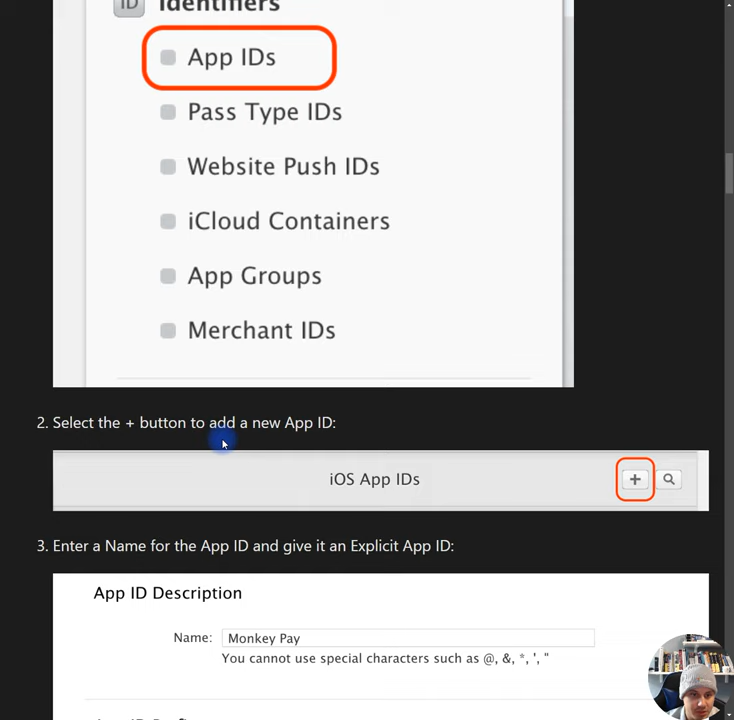 ID Identifiers
App IDs
Pass Type IDs
Website Push IDs
iCloud Containers
App Groups
Merchant IDs
2. Select the + button to add a new App ID:
iOS App IDs +
3. Enter a Name for the App ID and give it an Explicit App ID:
App ID Description
Name: Monkey Pay
You cannot use special characters such as @, &, *, ', "